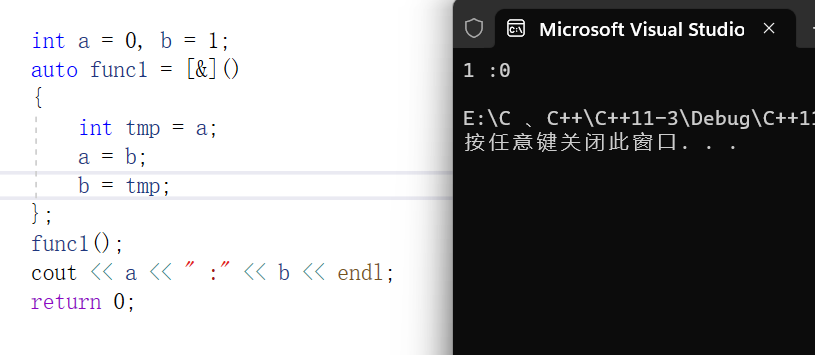 int a = 0, b = 1;
auto func1 = [&]()
{
int tmp = a;
a = b;
b = tmp;
};
func1();
cout << a << " :" << b << endl;
return 0;
Microsoft Visual Studio
1 :0
E:\C 、C++\C++11-3\Debug\C++11
按任意键关闭此窗口. . .